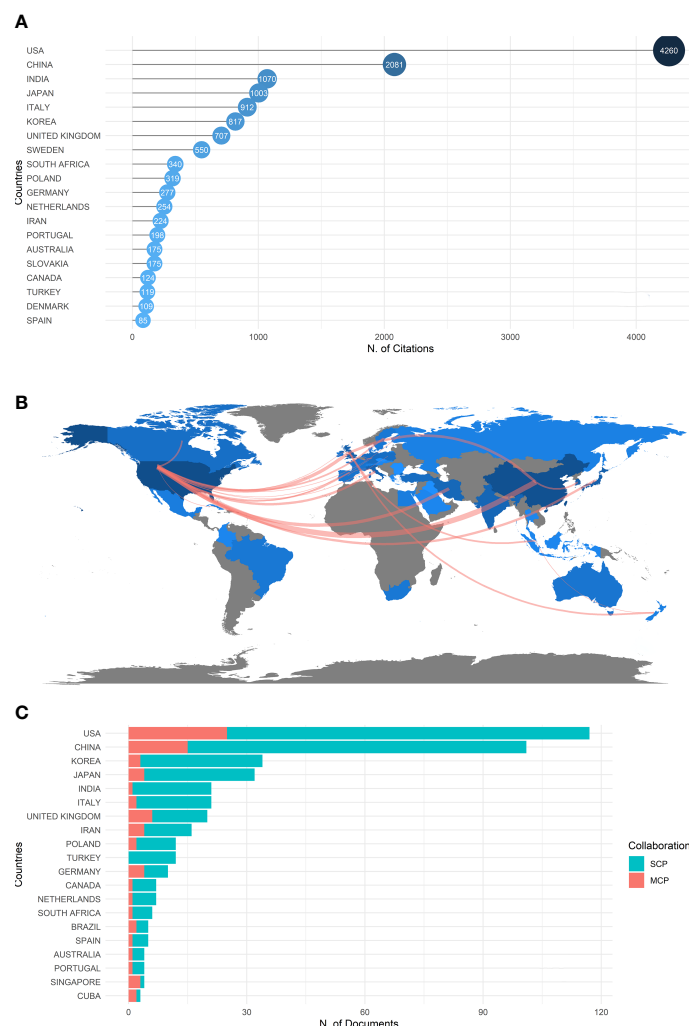 A
USA 4260
CHINA 2081
INDIA 1070
JAPAN 1003
ITALY 912
KOREA 817
UNITED KINGDOM 707
SWEDEN 550
SOUTH AFRICA 340
POLAND 319
GERMANY 277
NETHERLANDS 254
IRAN 224
PORTUGAL 198
AUSTRALIA 175
SLOVAKIA 175
CANADA 124
TURKEY 119
DENMARK 109
SPAIN 85
Countries
0 1000 2000 3000 4000
N. of Citations
B
C
USA
CHINA
KOREA
JAPAN
INDIA
ITALY
UNITED KINGDOM
IRAN
POLAND
TURKEY
GERMANY
CANADA
NETHERLANDS
SOUTH AFRICA
BRAZIL
SPAIN
AUSTRALIA
PORTUGAL
SINGAPORE
CUBA
Countries
0 30 60 90 120
N. of Documents
Collaboration
SCP
MCP